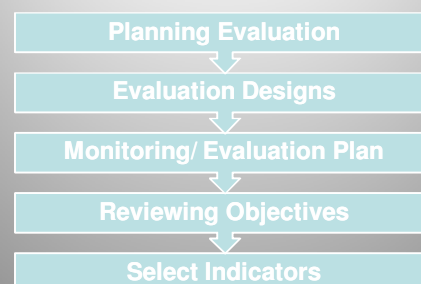 Planning Evaluation
Evaluation Designs
Monitoring/ Evaluation Plan
Reviewing Objectives
Select Indicators